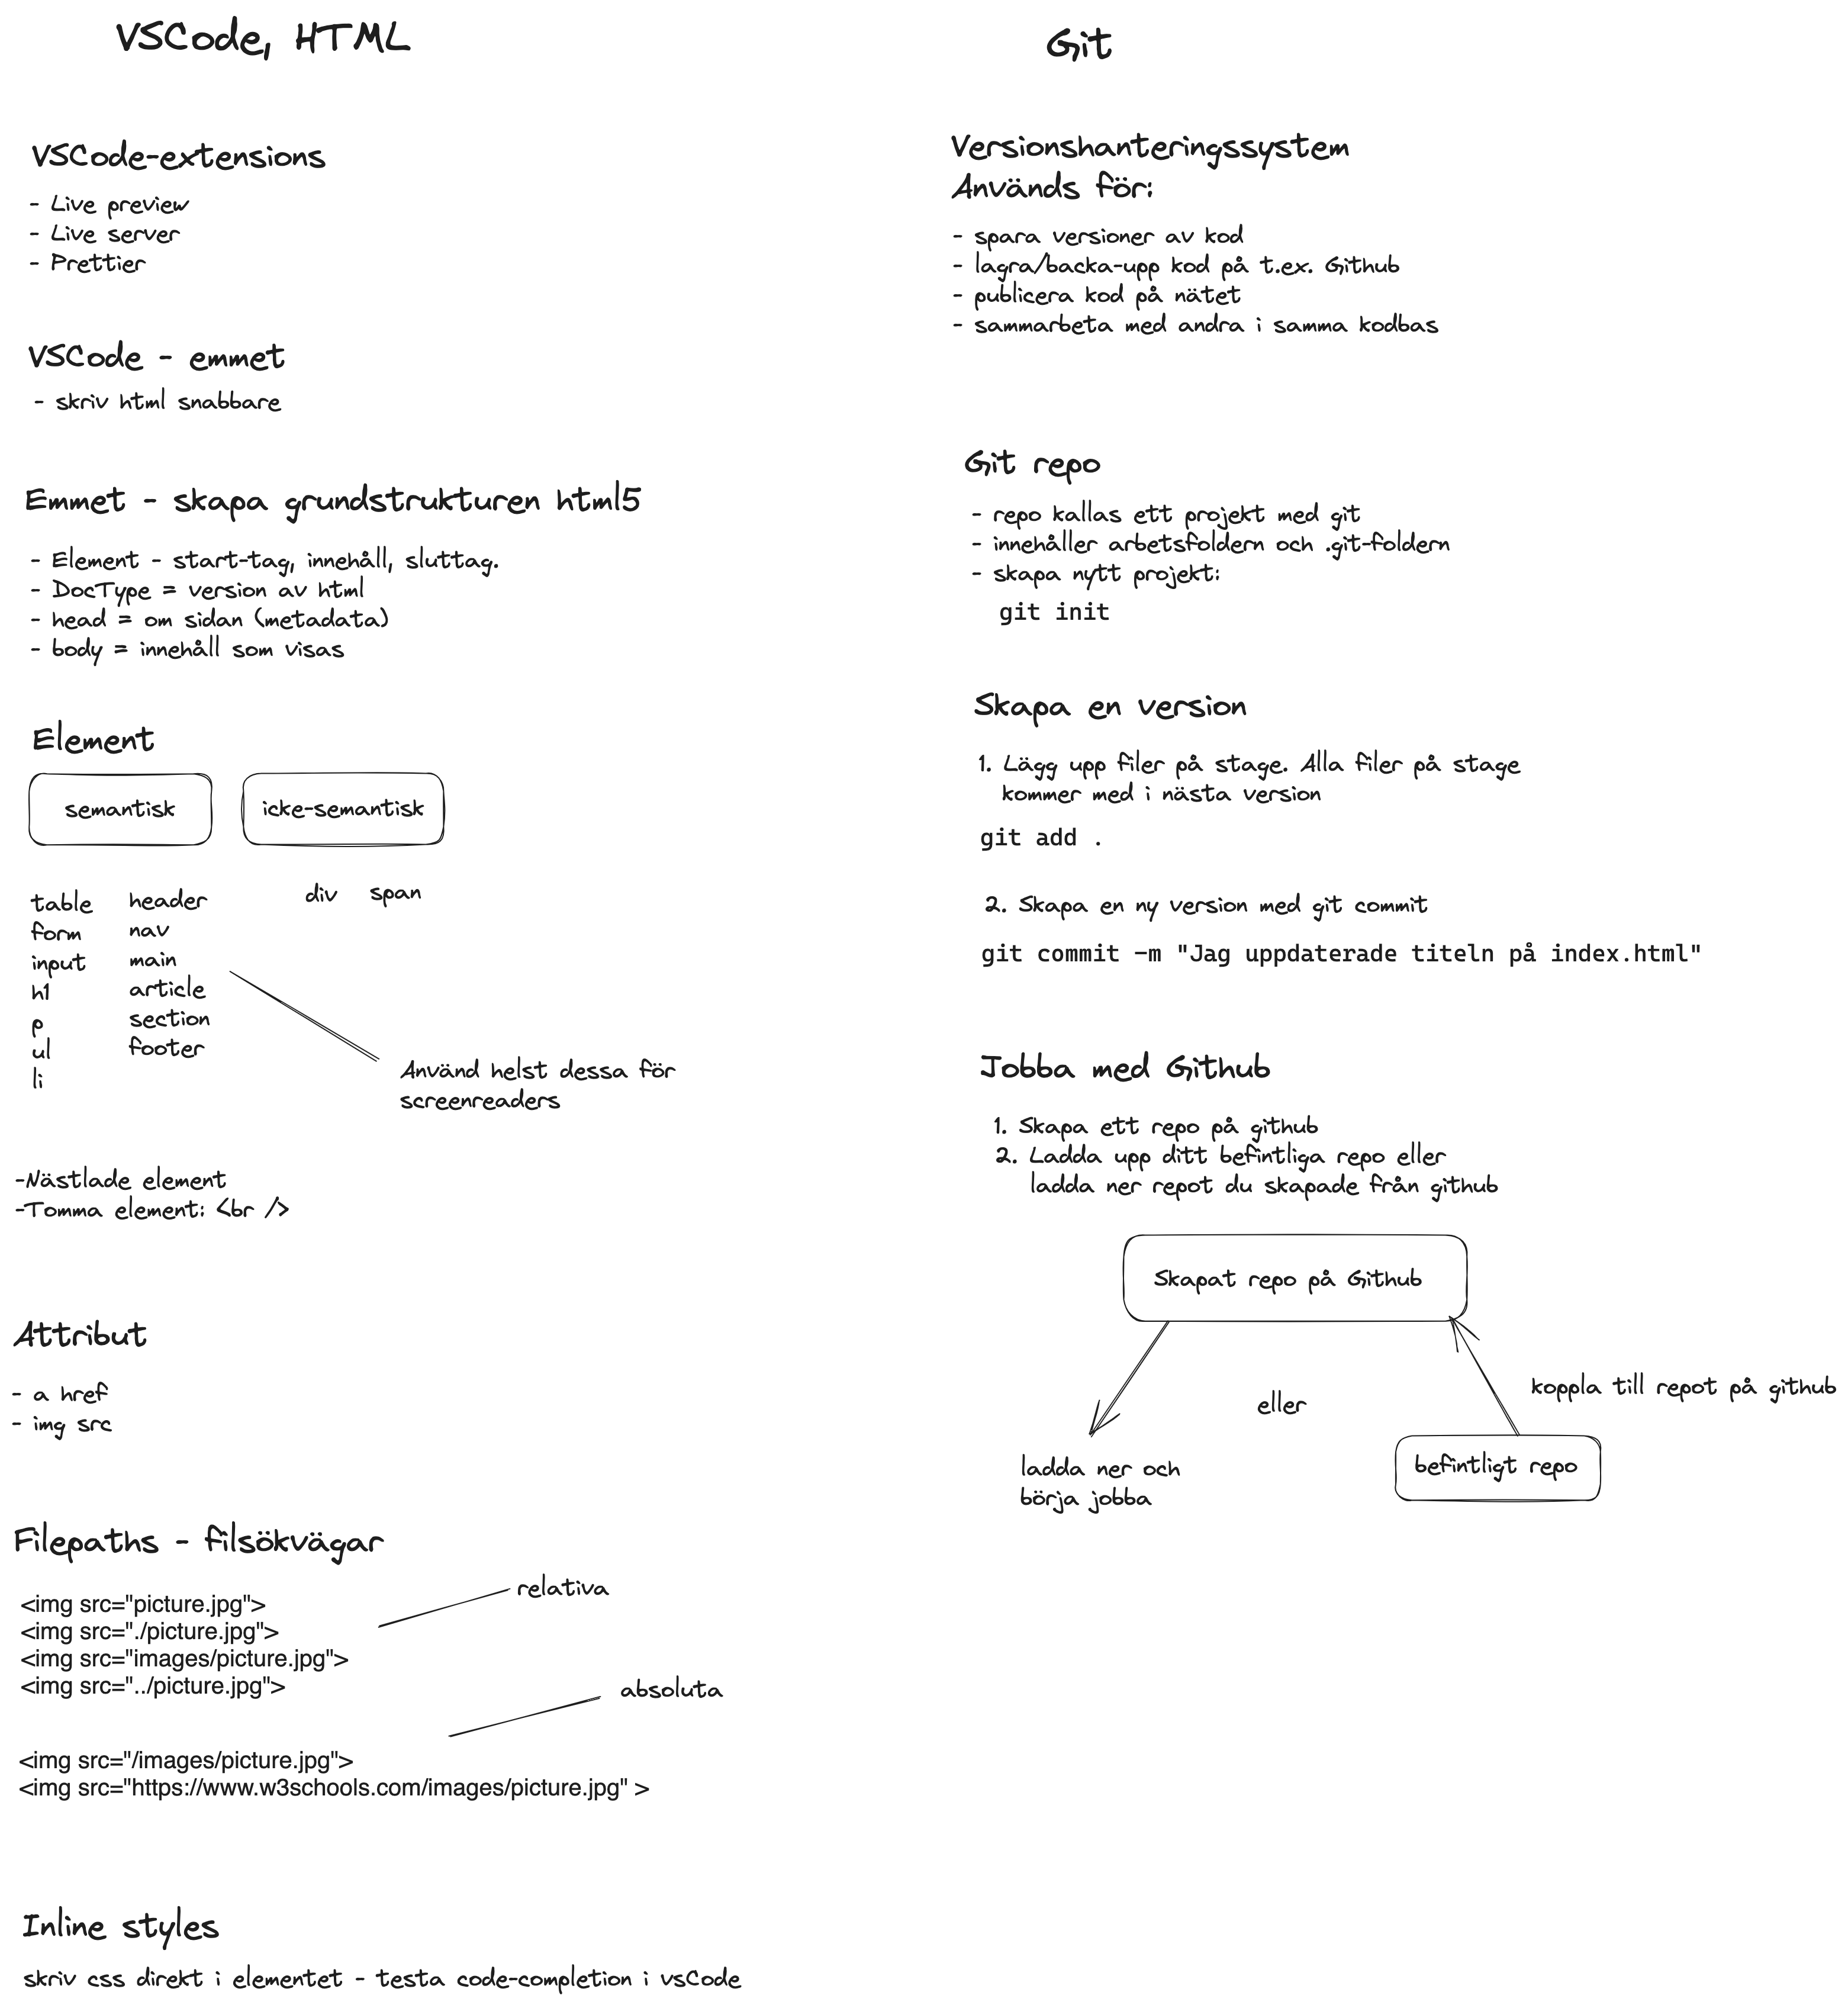 VSCode, HTML
VSCode-extensions
- Live preview
- Live server
- Prettier
VSCode - emmet
- skriv html snabbare
Emmet - skapa grundstrukturen html5
- Element - start-tag, innehåll, sluttag.
- DocType = version av html
- head = om sidan (metadata)
- body = innehåll som visas
Element
semantisk
icke-semantisk
table
form
input
h1
p
ul
li
header
nav
main
article
section
footer
div span
Använd helst dessa för
screenreaders
-Nästlade element
-Tomma element: <br />
Attribut
- a href
- img src
Filepaths - filsökvägar
relativa
<img src="picture.jpg">
<img src="./picture.jpg">
<img src="images/picture.jpg">
<img src="../picture.jpg">
absoluta
<img src="/images/picture.jpg">
<img src="https://www.w3schools.com/images/picture.jpg" >
Inline styles
skriv css direkt i elementet - testa code-completion i vsCode
Git
Versionshanteringssystem
Används för:
- spara versioner av kod
- lagra/backa-upp kod på t.ex. Github
- publicera kod på nätet
- sammarbeta med andra i samma kodbas
Git repo
- repo kallas ett projekt med git
- innehåller arbetsfoldern och .git-foldern
- skapa nytt projekt:
git init
Skapa en version
1. Lägg upp filer på stage. Alla filer på stage
kommer med i nästa version
git add .
2. Skapa en ny version med git commit
git commit -m "Jag uppdaterade titeln på index.html"
Jobba med Github
1. Skapa ett repo på github
2. Ladda upp ditt befintliga repo eller
ladda ner repot du skapade från github
Skapat repo på Github
koppla till repot på github
eller
ladda ner och
börja jobba
befintligt repo